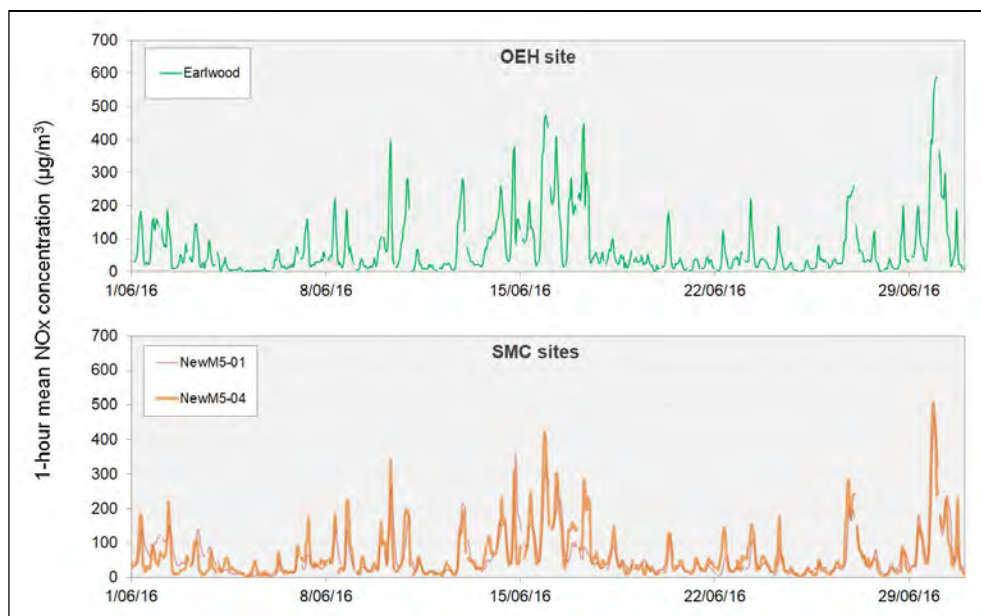 1-hour mean NOx concentration (µg/m³)
700
600
500
400
300
200
100
0
OEH site
Earlwood
1/06/16 8/06/16 15/06/16 22/06/16 29/06/16
700
600
500
400
300
200
100
0
SMC sites
NewM5-01
NewM5-04
1/06/16 8/06/16 15/06/16 22/06/16 29/06/16